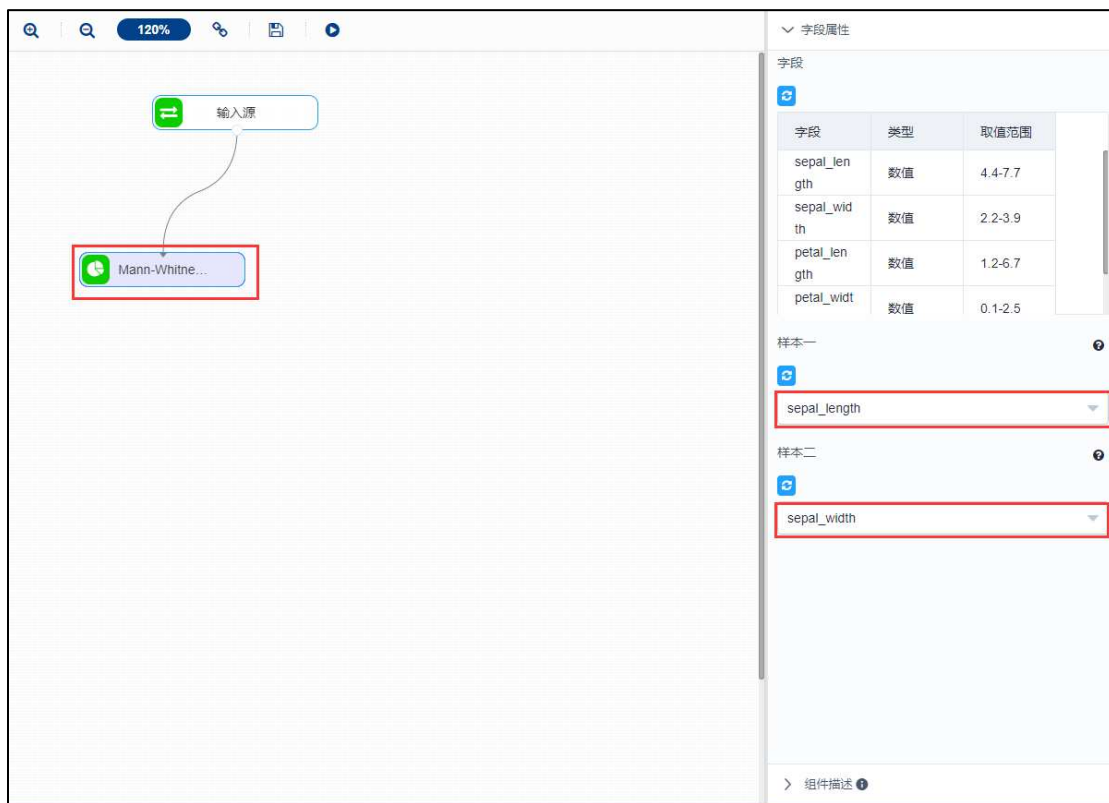 120%
输入源
Mann-Whitne...
字段属性
字段
字段 类型 取值范围
sepal_len
gth 数值 4.4-7.7
sepal_wid
th 数值 2.2-3.9
petal_len
gth 数值 1.2-6.7
petal_widt
数值 0.1-2.5
样本一
sepal_length
样本二
sepal_width
组件描述